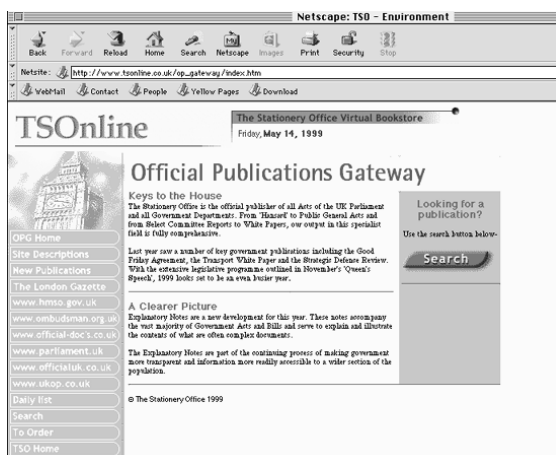 Netscape: TSO - Environment
Back Forward Reload Home Search Netscape Images Print Security Stop
Netsite: http://www.tsonline.co.uk/op_gateway/index.htm
WebMail Contact People Yellow Pages Download
TSOnline
The Stationery Office Virtual Bookstore
Friday, May 14, 1999
Official Publications Gateway
Keys to the House
The Stationery Office is the official publisher of all Acts of the UK Parliament
and all Government Departments. From 'Hansard' to Public General Acts and
from Select Committee Reports to White Papers, our output in this specialist
field is fully comprehensive.
Last year saw a number of key government publications including the Good
Friday Agreement, the Transport White Paper and the Strategic Defence Review.
With the extensive legislative programme outlined in November's 'Queen's
Speech', 1999 looks set to be an even busier year.
A Clearer Picture
Explanatory Notes are a new development for this year. These notes accompany
the vast majority of Government Acts and Bills and serve to explain and illustrate
the contents of what are often complex documents.
The Explanatory Notes are part of the continuing process of making government
more transparent and information more readily accessible to a wider section of the
population.
© The Stationery Office 1999
Looking for a
publication?
Use the search button below-
Search
OPG Home
Site Descriptions
New Publications
The London Gazette
www.hmso.gov.uk
www.ombudsman.org.uk
www.official-doc's.co.uk
www.parliament.uk
www.officialuk.co.uk
www.ukop.co.uk
Daily list
Search
To Order
TSO Home